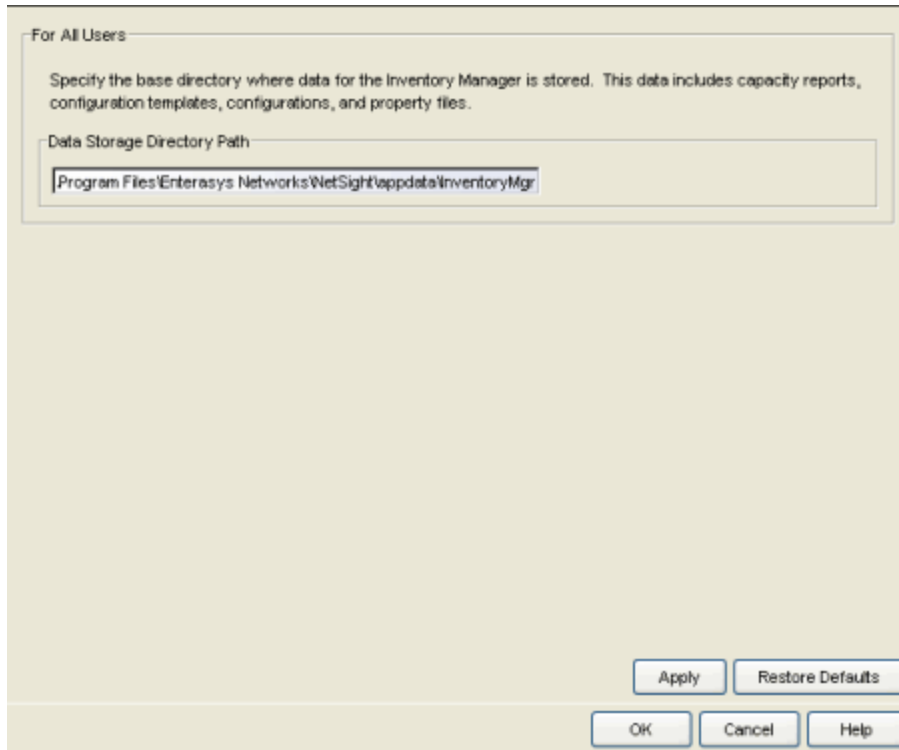 For All Users
Specify the base directory where data for the Inventory Manager is stored. This data includes capacity reports,
configuration templates, configurations, and property files.
Data Storage Directory Path
Program Files\Enterasys Networks\NetSight\appdata\InventoryMgr
Apply
Restore Defaults
OK
Cancel
Help